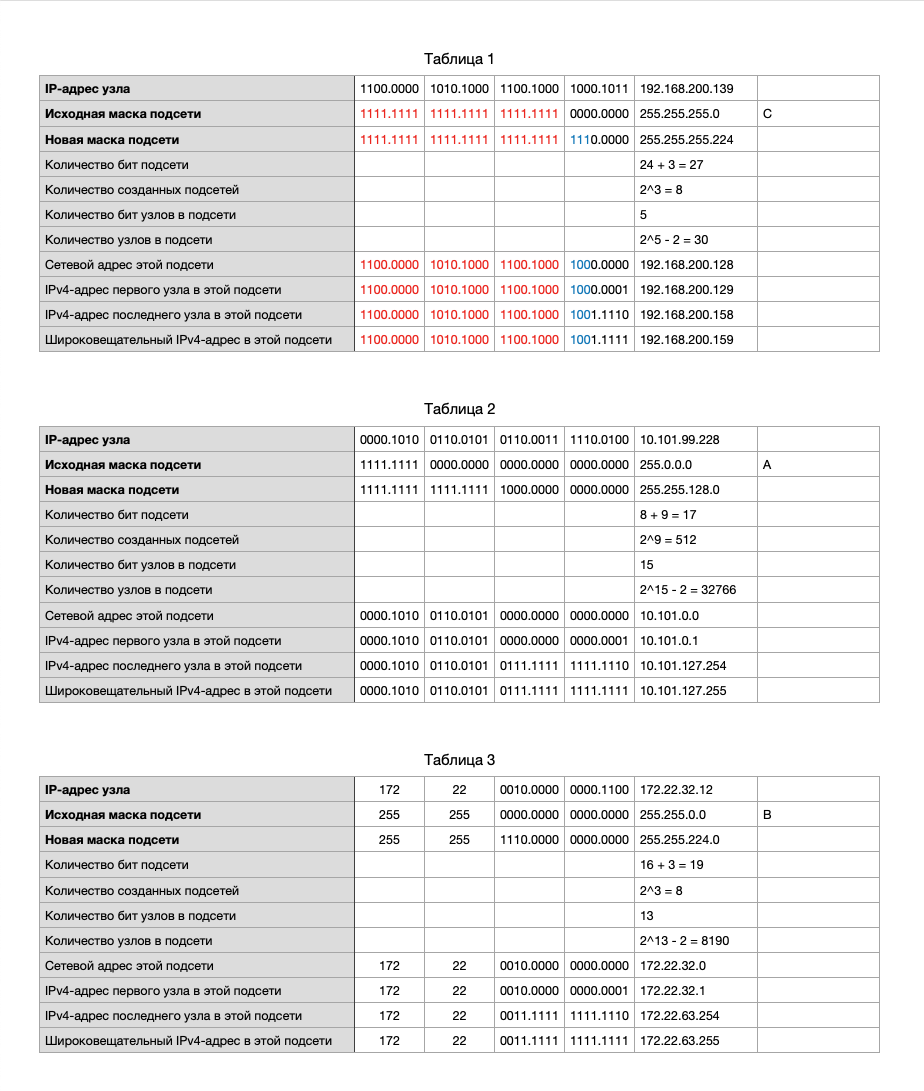 Таблица 1
IP-адрес узла 1100.0000 1010.1000 1100.1000 1000.1011 192.168.200.139
Исходная маска подсети 1111.1111 1111.1111 1111.1111 0000.0000 255.255.255.0 C
Новая маска подсети 1111.1111 1111.1111 1111.1111 1110.0000 255.255.255.224
Количество бит подсети 24 + 3 = 27
Количество созданных подсетей 2^3 = 8
Количество бит узлов в подсети 5
Количество узлов в подсети 2^5 - 2 = 30
Сетевой адрес этой подсети 1100.0000 1010.1000 1100.1000 1000.0000 192.168.200.128
IPv4-адрес первого узла в этой подсети 1100.0000 1010.1000 1100.1000 1000.0001 192.168.200.129
IPv4-адрес последнего узла в этой подсети 1100.0000 1010.1000 1100.1000 1001.1110 192.168.200.158
Широковещательный IPv4-адрес в этой подсети 1100.0000 1010.1000 1100.1000 1001.1111 192.168.200.159
Таблица 2
IP-адрес узла 0000.1010 0110.0101 0110.0011 1110.0100 10.101.99.228
Исходная маска подсети 1111.1111 0000.0000 0000.0000 0000.0000 255.0.0.0 A
Новая маска подсети 1111.1111 1111.1111 1000.0000 0000.0000 255.255.128.0
Количество бит подсети 8 + 9 = 17
Количество созданных подсетей 2^9 = 512
Количество бит узлов в подсети 15
Количество узлов в подсети 2^15 - 2 = 32766
Сетевой адрес этой подсети 0000.1010 0110.0101 0000.0000 0000.0000 10.101.0.0
IPv4-адрес первого узла в этой подсети 0000.1010 0110.0101 0000.0000 0000.0001 10.101.0.1
IPv4-адрес последнего узла в этой подсети 0000.1010 0110.0101 0111.1111 1111.1110 10.101.127.254
Широковещательный IPv4-адрес в этой подсети 0000.1010 0110.0101 0111.1111 1111.1111 10.101.127.255
Таблица 3
IP-адрес узла 172 22 0010.0000 0000.1100 172.22.32.12
Исходная маска подсети 255 255 0000.0000 0000.0000 255.255.0.0 B
Новая маска подсети 255 255 1110.0000 0000.0000 255.255.224.0
Количество бит подсети 16 + 3 = 19
Количество созданных подсетей 2^3 = 8
Количество бит узлов в подсети 13
Количество узлов в подсети 2^13 - 2 = 8190
Сетевой адрес этой подсети 172 22 0010.0000 0000.0000 172.22.32.0
IPv4-адрес первого узла в этой подсети 172 22 0010.0000 0000.0001 172.22.32.1
IPv4-адрес последнего узла в этой подсети 172 22 0011.1111 1111.1110 172.22.63.254
Широковещательный IPv4-адрес в этой подсети 172 22 0011.1111 1111.1111 172.22.63.255